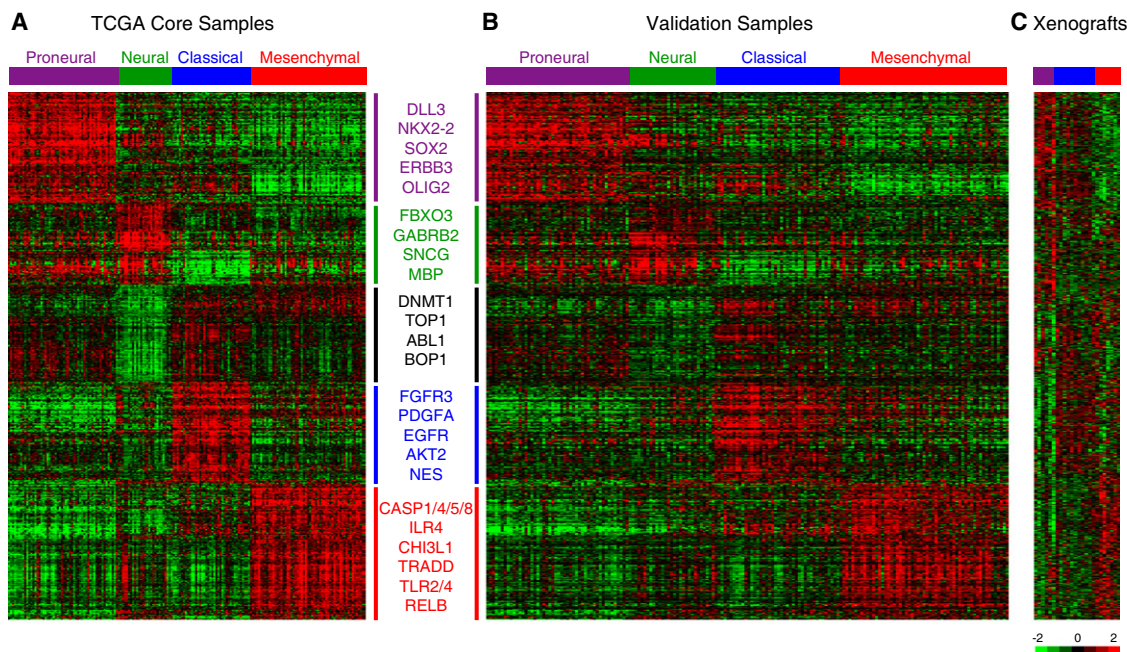 A TCGA Core Samples
Proneural Neural Classical Mesenchymal
DLL3
NKX2-2
SOX2
ERBB3
OLIG2
FBXO3
GABRB2
SNCG
MBP
DNMT1
TOP1
ABL1
BOP1
FGFR3
PDGFA
EGFR
AKT2
NES
CASP1/4/5/8
ILR4
CHI3L1
TRADD
TLR2/4
RELB
B Validation Samples
Proneural Neural Classical Mesenchymal
C Xenografts
-2 0 2